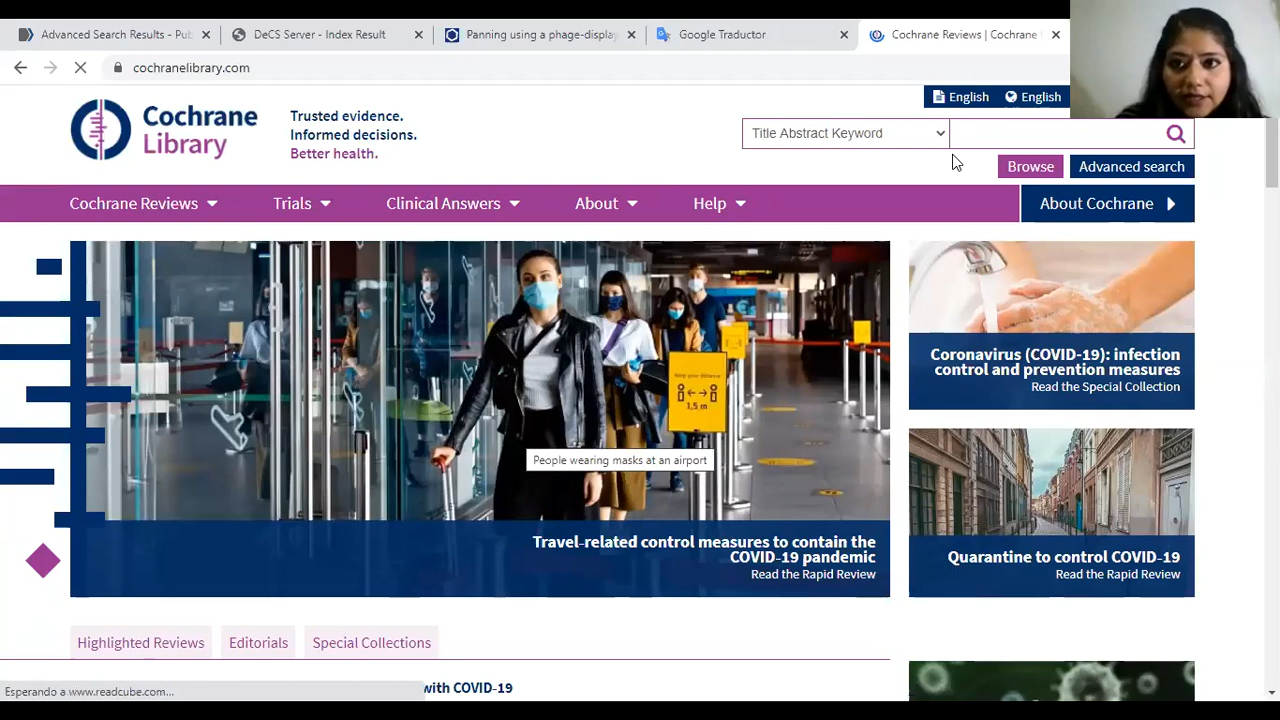 Advanced Search Results - Pub
DeCS Server - Index Result
Panning using a phage-display
Google Traductor
Cochrane Reviews | Cochrane
cochranelibrary.com
English
English
Cochrane
Library
Trusted evidence.
Informed decisions.
Better health.
Title Abstract Keyword
Browse
Advanced search
Cochrane Reviews
Trials
Clinical Answers
About
Help
About Cochrane
Keep your distance
1,5 m
People wearing masks at an airport
Travel-related control measures to contain the
COVID-19 pandemic
Read the Rapid Review
Coronavirus (COVID-19): infection
control and prevention measures
Read the Special Collection
Quarantine to control COVID-19
Read the Rapid Review
Highlighted Reviews
Editorials
Special Collections
with COVID-19
Esperando a www.readcube.com...